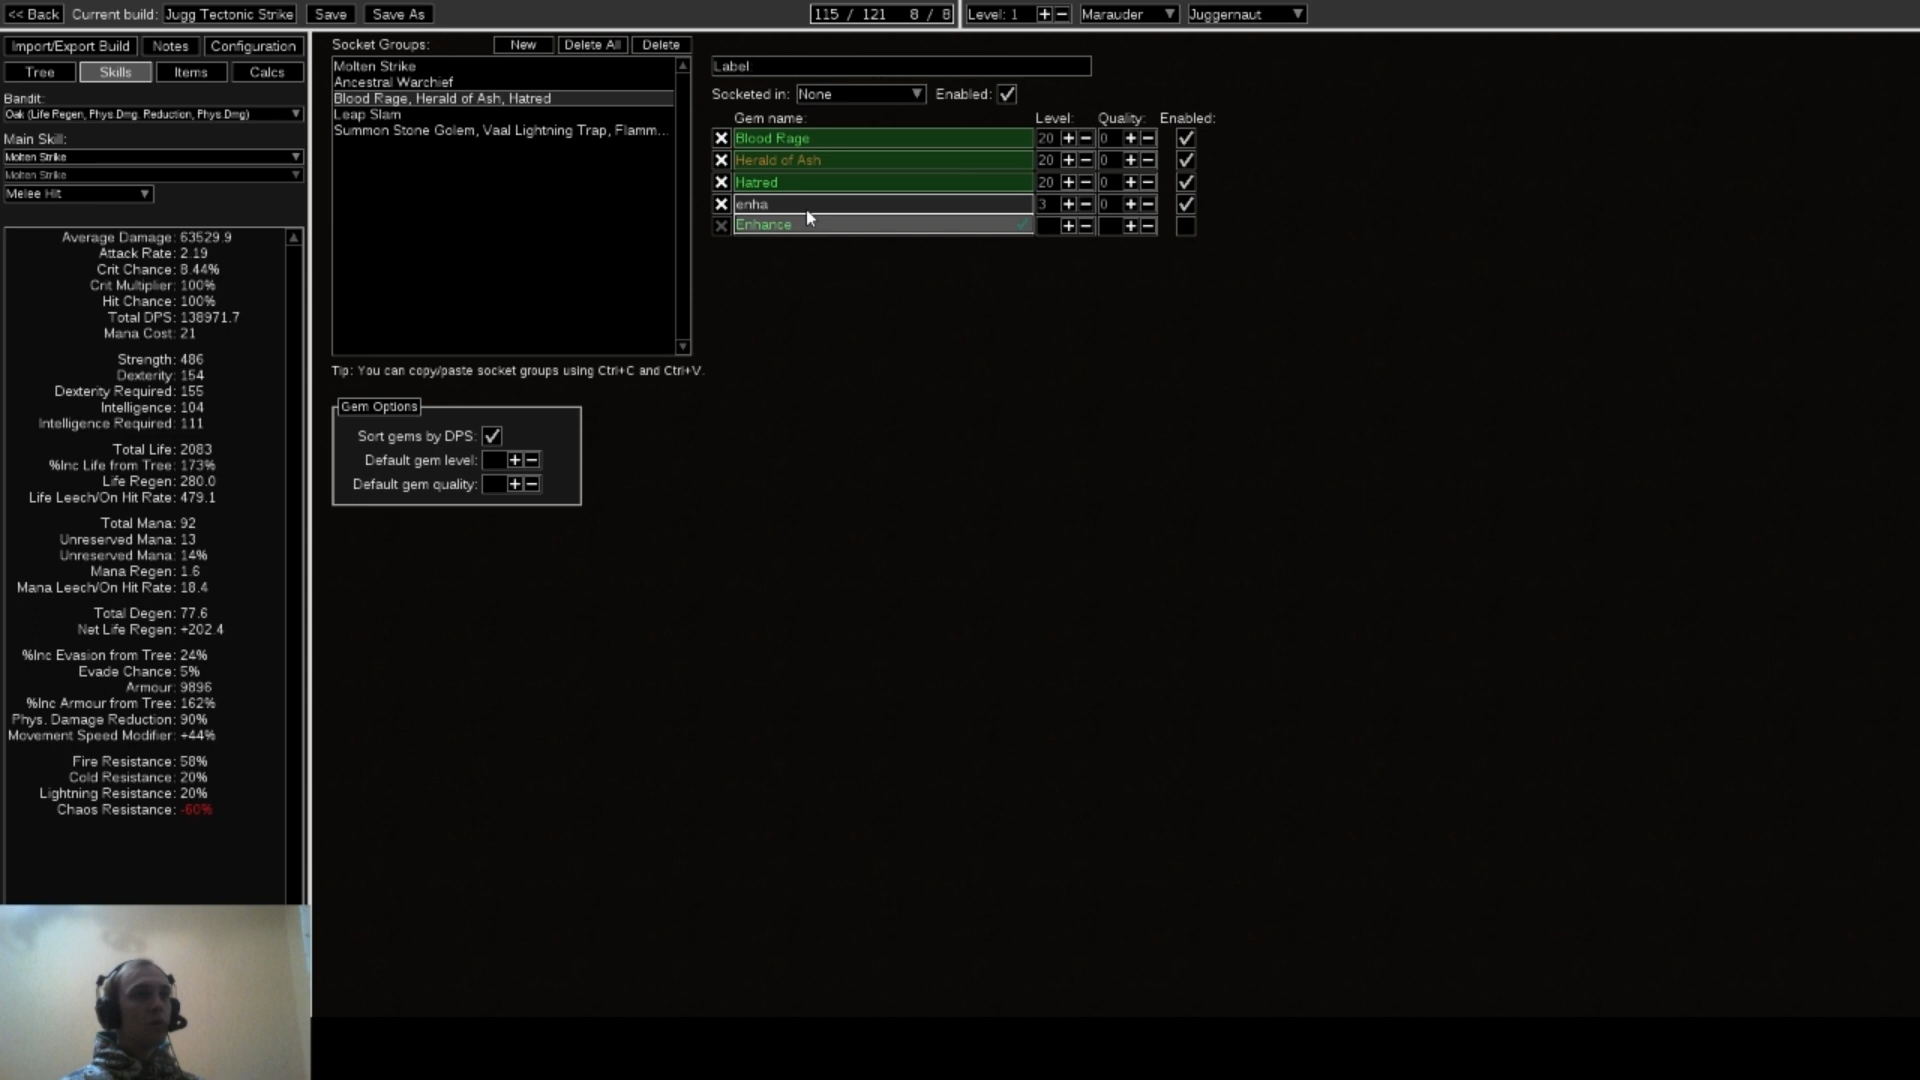 << Back Current build: Jugg Tectonic Strike Save Save As 115 / 121 8 / 8 Level: 1 + − Marauder Juggernaut
Import/Export Build Notes Configuration
Tree Skills Items Calcs
Bandit:
Oak (Life Regen, Phys.Dmg. Reduction, Phys.Dmg)
Main Skill:
Molten Strike
Molten Strike
Melee Hit
Average Damage: 63529.9
Attack Rate: 2.19
Crit Chance: 8.44%
Crit Multiplier: 100%
Hit Chance: 100%
Total DPS: 138971.7
Mana Cost: 21
Strength: 486
Dexterity: 154
Dexterity Required: 155
Intelligence: 104
Intelligence Required: 111
Total Life: 2083
%Inc Life from Tree: 173%
Life Regen: 280.0
Life Leech/On Hit Rate: 479.1
Total Mana: 92
Unreserved Mana: 13
Unreserved Mana: 14%
Mana Regen: 1.6
Mana Leech/On Hit Rate: 18.4
Total Degen: 77.6
Net Life Regen: +202.4
%Inc Evasion from Tree: 24%
Evade Chance: 5%
Armour: 9896
%Inc Armour from Tree: 162%
Phys. Damage Reduction: 90%
Movement Speed Modifier: +44%
Fire Resistance: 58%
Cold Resistance: 20%
Lightning Resistance: 20%
Chaos Resistance: -60%
Socket Groups: New Delete All Delete
Molten Strike
Ancestral Warchief
Blood Rage, Herald of Ash, Hatred
Leap Slam
Summon Stone Golem, Vaal Lightning Trap, Flamm...
Tip: You can copy/paste socket groups using Ctrl+C and Ctrl+V.
Gem Options
Sort gems by DPS:
Default gem level: + −
Default gem quality: + −
Label
Socketed in: None Enabled:
Gem name: Level: Quality: Enabled:
Blood Rage 20 + − 0 + −
Herald of Ash 20 + − 0 + −
Hatred 20 + − 0 + −
enha 3 + − 0 + −
Enhance + − + −